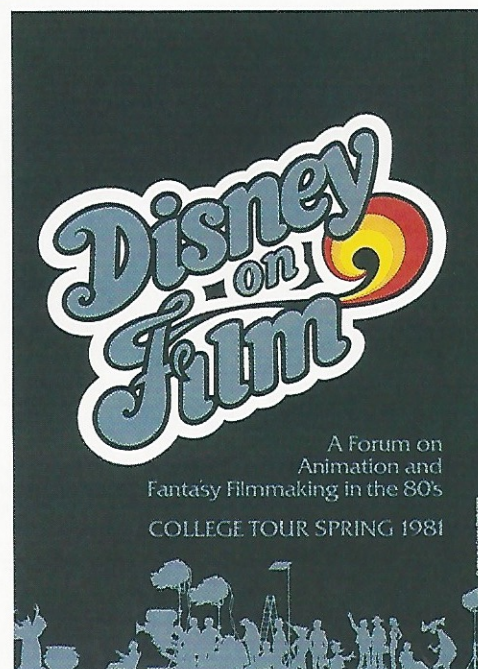 Disney
on
Film
A Forum on
Animation and
Fantasy Filmmaking in the 80's
COLLEGE TOUR SPRING 1981